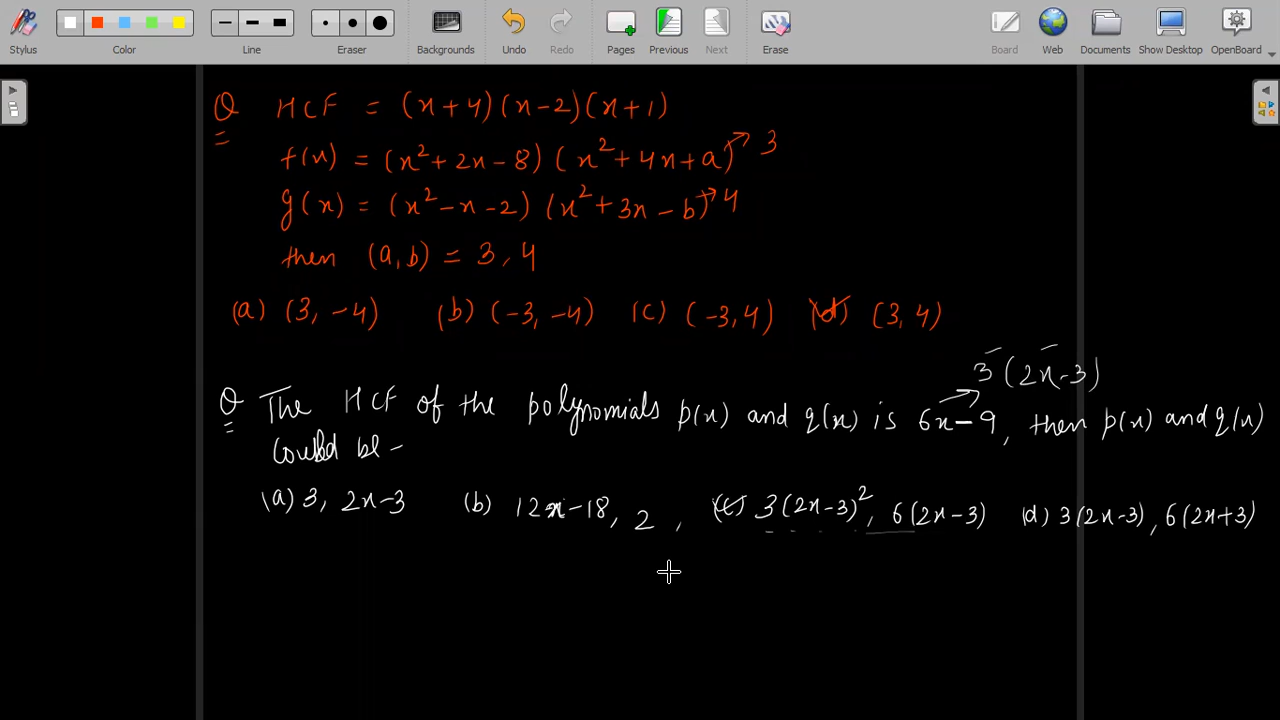 Stylus Color Line Eraser Backgrounds Undo Redo Pages Previous Next Erase Board Web Documents Show Desktop OpenBoard
Q HCF = (x+4)(x-2)(x+1)
f(x) = (x²+2x-8) (x²+4x+a) → 3
g(x) = (x²-x-2) (x²+3x-b) → 4
then (a,b) = 3, 4
(a) (3, -4) (b) (-3, -4) (c) (-3, 4) (d) (3, 4)
3(2x-3)
Q The HCF of the polynomials p(x) and q(x) is 6x-9, then p(x) and q(x)
could be -
(a) 3, 2x-3 (b) 12x-18, 2, (c) 3(2x-3)², 6(2x-3) (d) 3(2x-3), 6(2x+3)